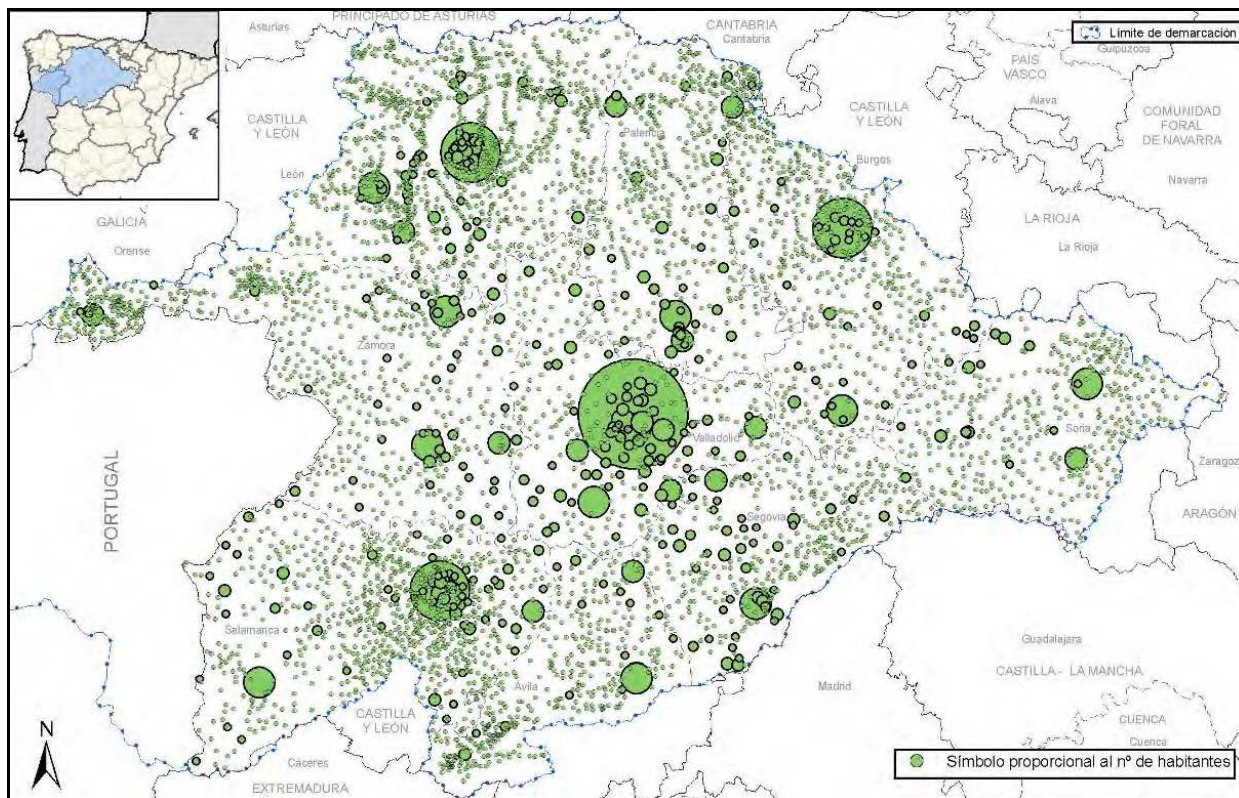 PRINCIPADO DE ASTURIAS
Asturias
CANTABRIA
Cantabria
Límite de demarcación
Guipúzcoa
PAÍS
VASCO
Álava
COMUNIDAD
FORAL
DE NAVARRA
Navarra
CASTILLA
Y LEÓN
León
Palencia
CASTILLA
Y LEÓN
Burgos
LA RIOJA
La Rioja
GALICIA
Orense
Zamora
Valladolid
Soria
Zaragoz
ARAGÓN
PORTUGAL
Segovia
Salamanca
Ávila
Guadalajara
CASTILLA - LA MANCHA
Madrid
CASTILLA
Y LEÓN
CUENCA
Cuenca
N
Cáceres
EXTREMADURA
Símbolo proporcional al nº de habitantes